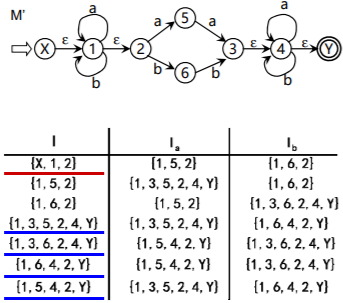 M'
a a
5
a a
X ε 1 ε 2 3 ε 4 ε Y
b b
6
b b
I I_a I_b
{X, 1, 2} {1, 5, 2} {1, 6, 2}
{1, 5, 2} {1, 3, 5, 2, 4, Y} {1, 6, 2}
{1, 6, 2} {1, 5, 2} {1, 3, 6, 2, 4, Y}
{1, 3, 5, 2, 4, Y} {1, 3, 5, 2, 4, Y} {1, 6, 4, 2, Y}
{1, 3, 6, 2, 4, Y} {1, 5, 4, 2, Y} {1, 3, 6, 2, 4, Y}
{1, 6, 4, 2, Y} {1, 5, 4, 2, Y} {1, 3, 6, 2, 4, Y}
{1, 5, 4, 2, Y} {1, 3, 5, 2, 4, Y} {1, 6, 4, 2, Y}